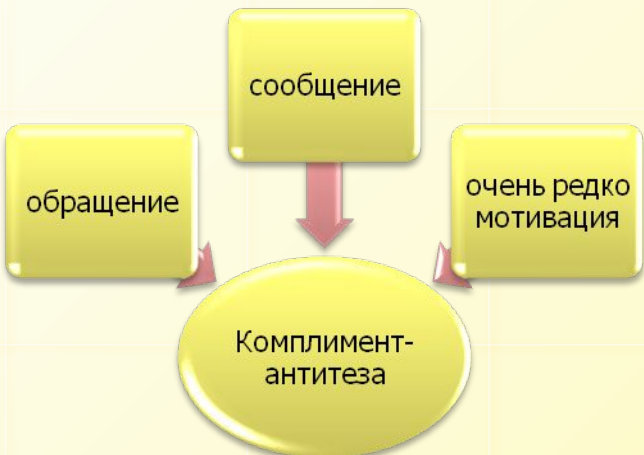 сообщение
обращение
очень редко
мотивация
Комплимент-
антитеза